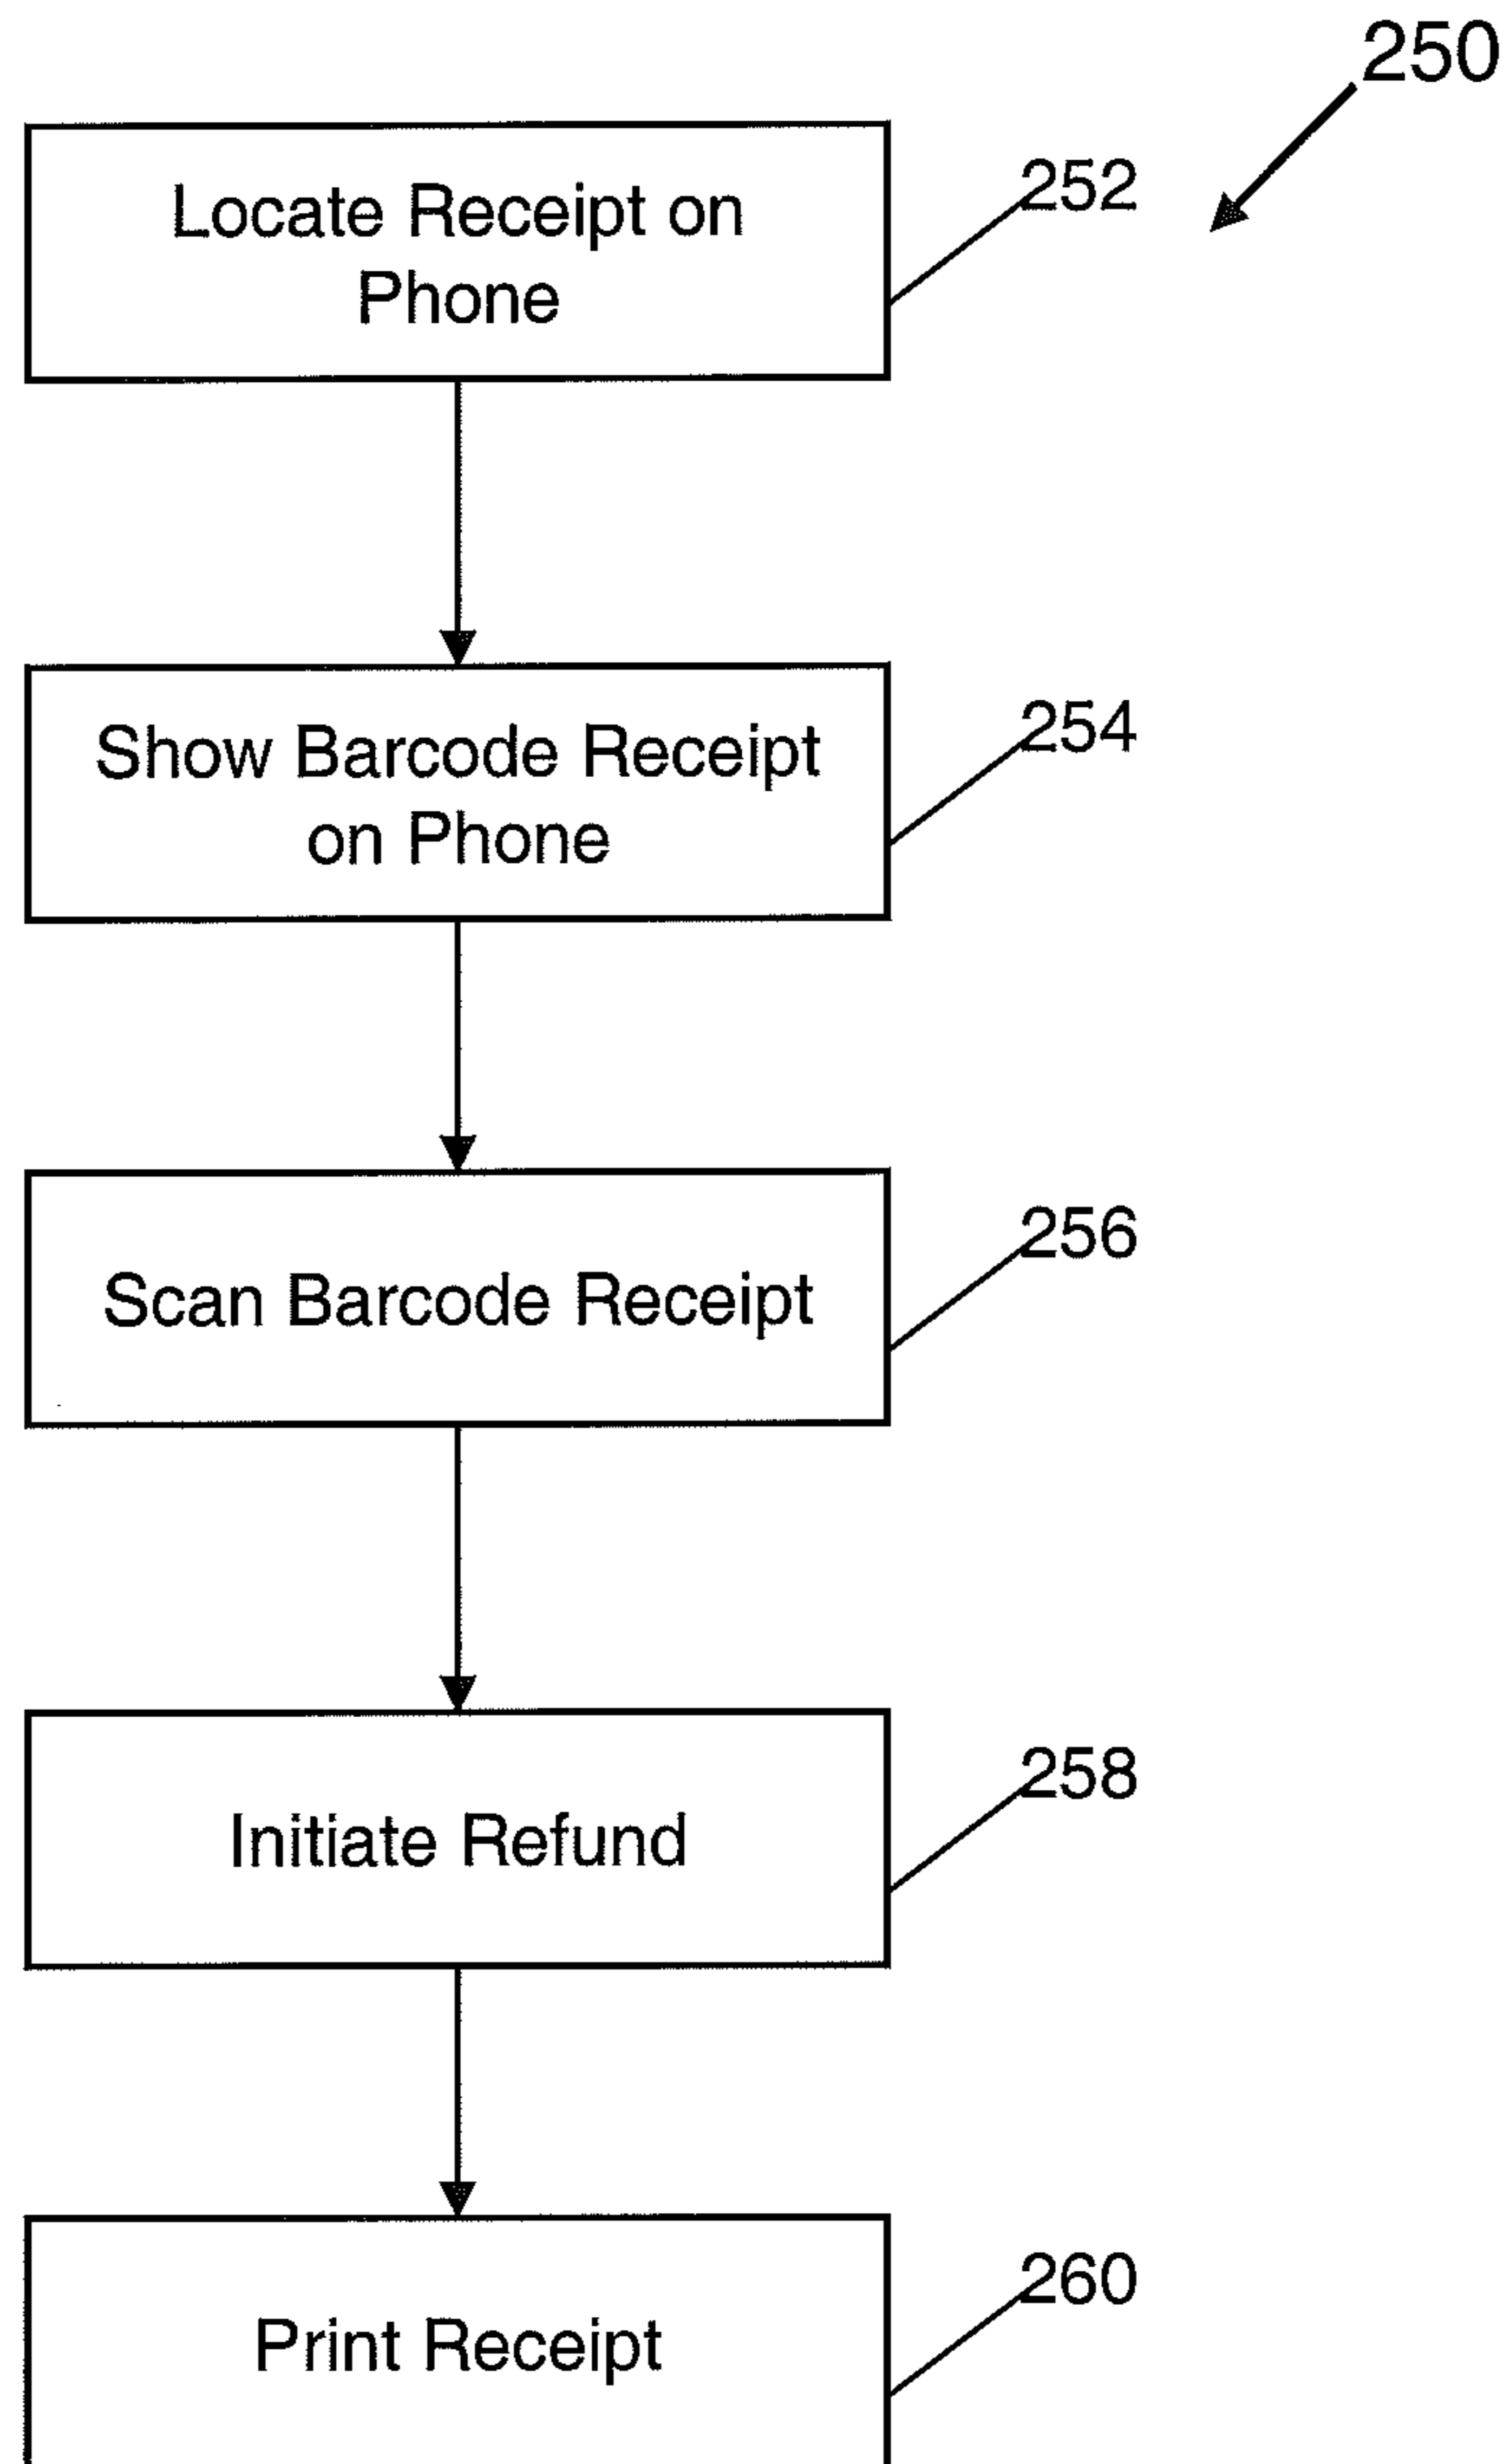 250
Locate Receipt on
Phone
252
Show Barcode Receipt
on Phone
254
Scan Barcode Receipt
256
Initiate Refund
258
Print Receipt
260